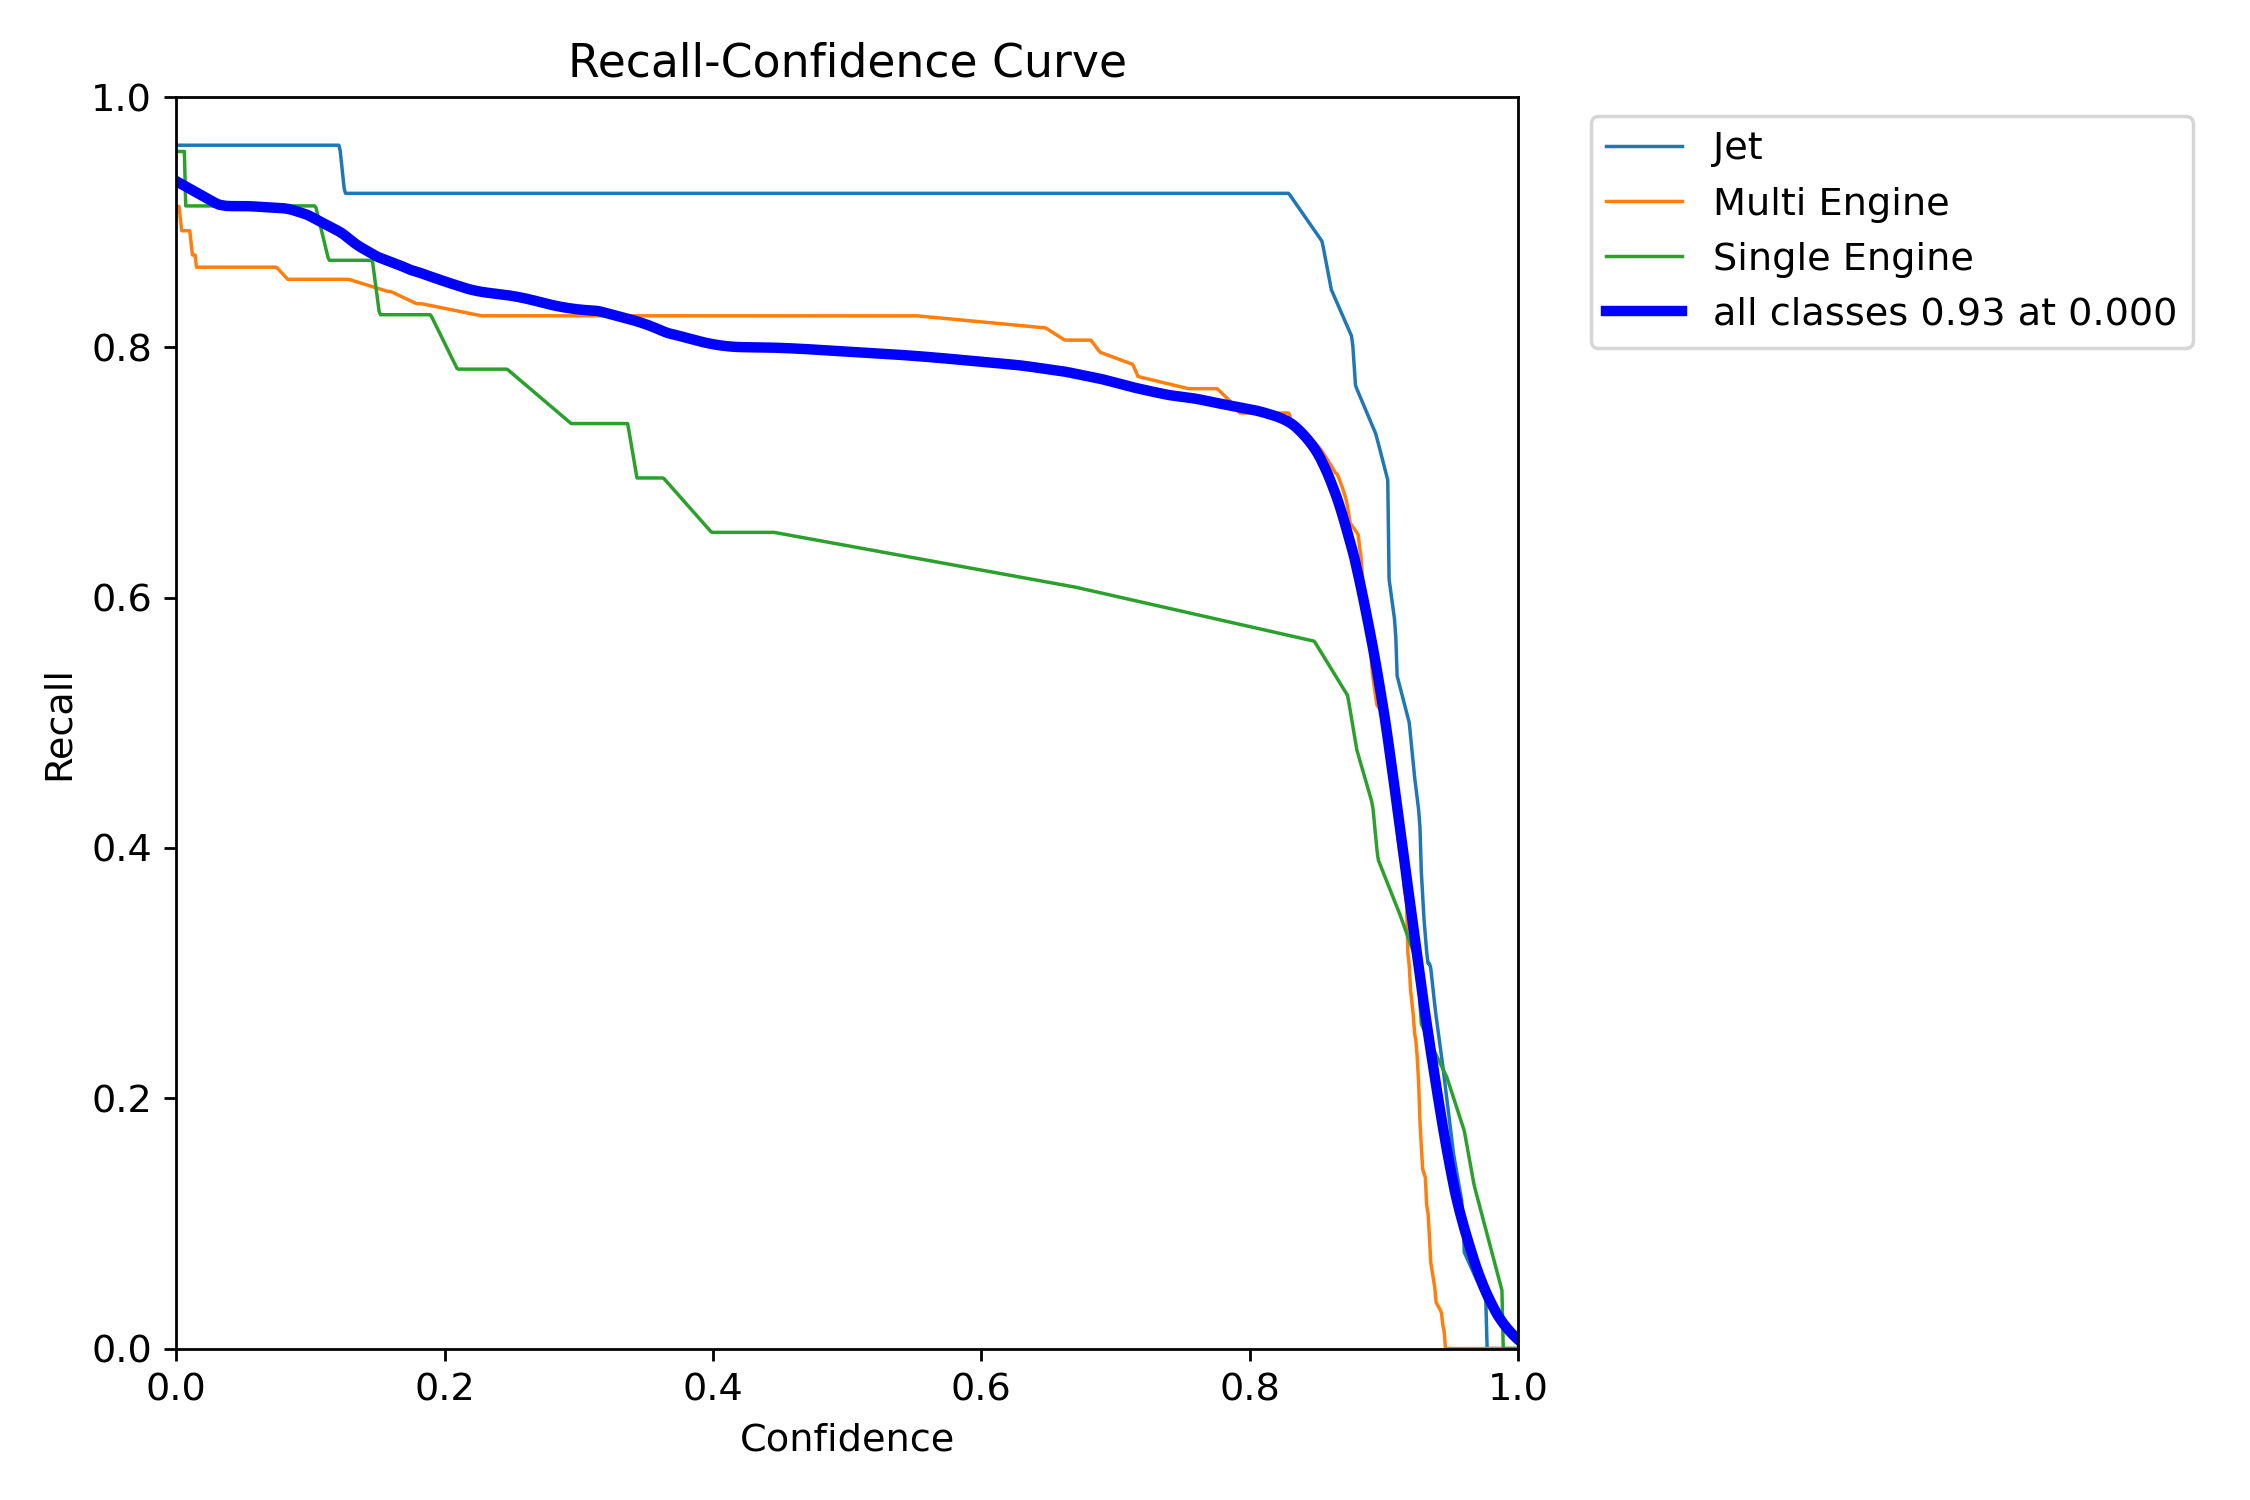 Recall-Confidence Curve
1.0
0.8
0.6
0.4
0.2
0.0
Recall
0.0 0.2 0.4 0.6 0.8 1.0
Confidence
Jet
Multi Engine
Single Engine
all classes 0.93 at 0.000